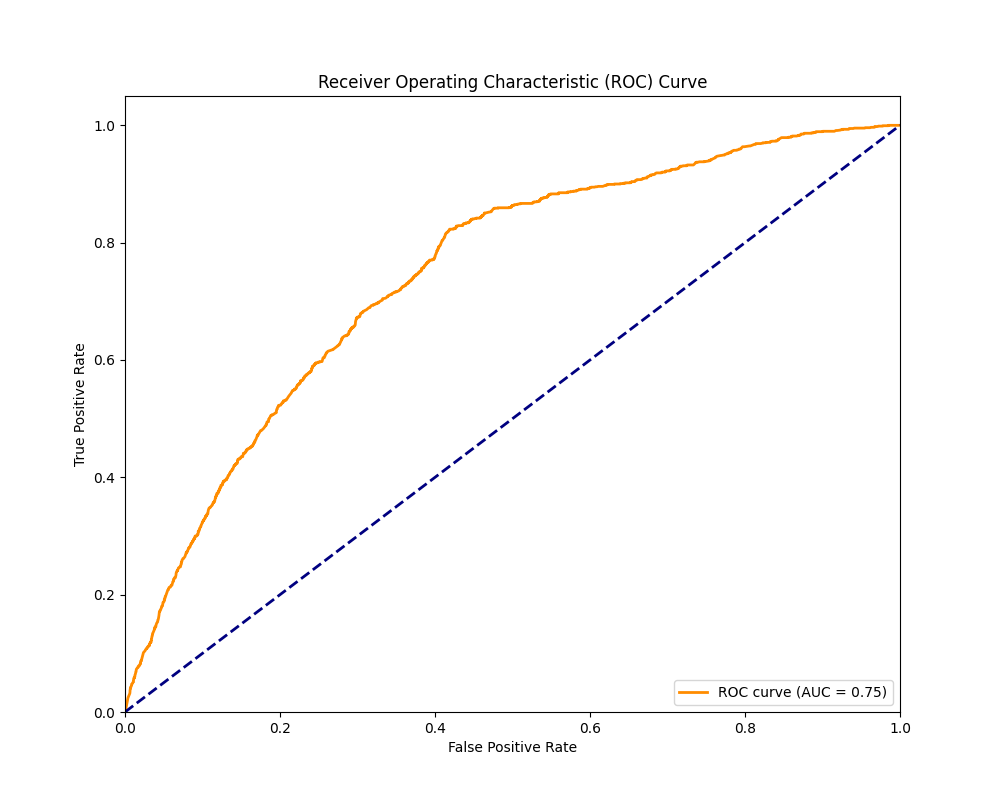 Receiver Operating Characteristic (ROC) Curve
1.0
0.8
0.6
0.4
0.2
0.0
True Positive Rate
0.0 0.2 0.4 0.6 0.8 1.0
False Positive Rate
ROC curve (AUC = 0.75)